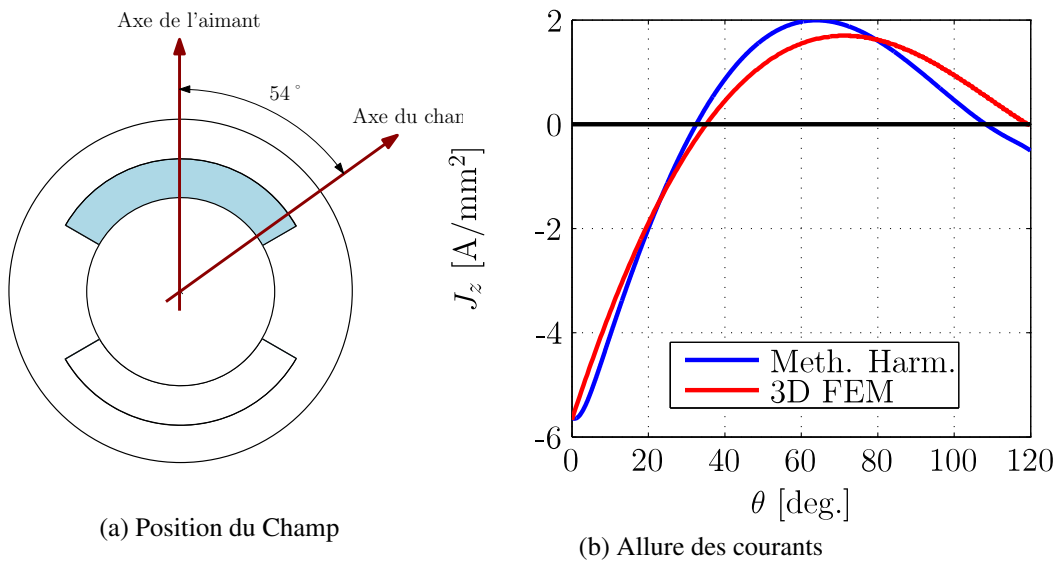 Axe de l'aimant
54°
Axe du chan
(a) Position du Champ
2
0
-2
-4
-6
J_z [A/mm²]
Meth. Harm.
3D FEM
0 20 40 60 80 100 120
θ [deg.]
(b) Allure des courants